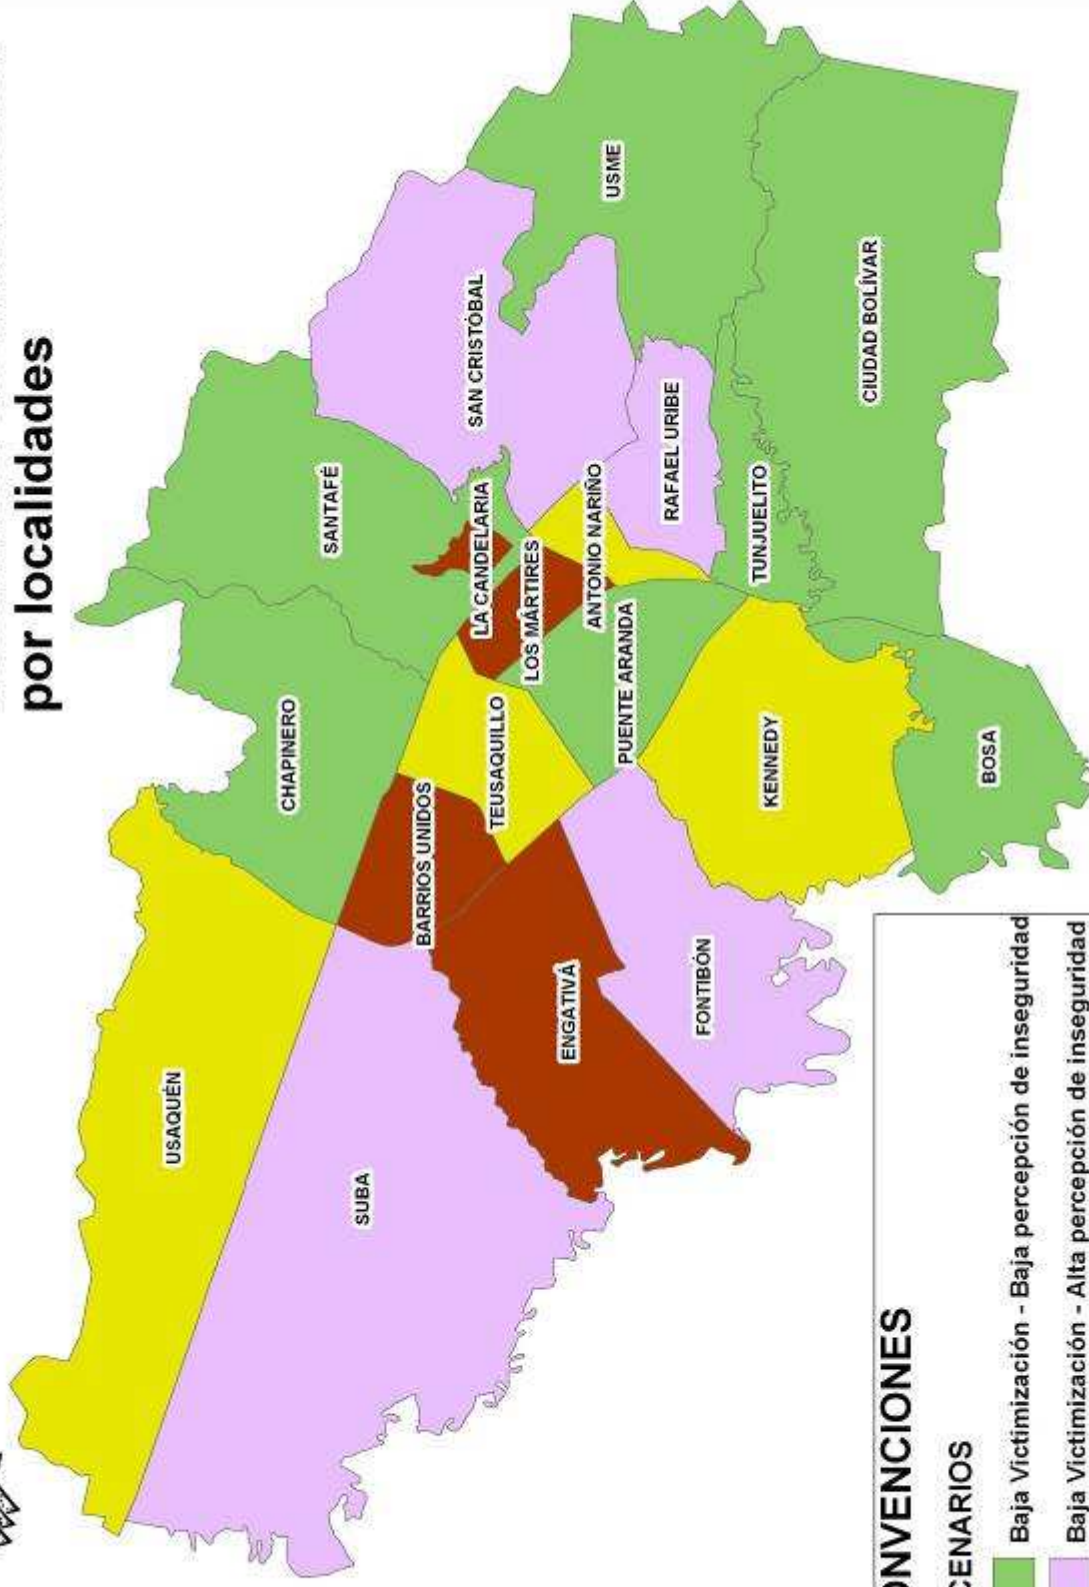 por localidades
USAQUÉN
CHAPINERO
SANTAFÉ
SUBA
BARRIOS UNIDOS
SAN CRISTÓBAL
LA CANDELARIA
TEUSAQUILLO
LOS MÁRTIRES
ENGATIVÁ
ANTONIO NARIÑO
USME
PUENTE ARANDA
RAFAEL URIBE
FONTIBÓN
TUNJUELITO
KENNEDY
CIUDAD BOLÍVAR
BOSA
ONVENCIONES
CENARIOS
Baja Victimización - Baja percepción de inseguridad
Baja Victimización - Alta percepción de inseguridad